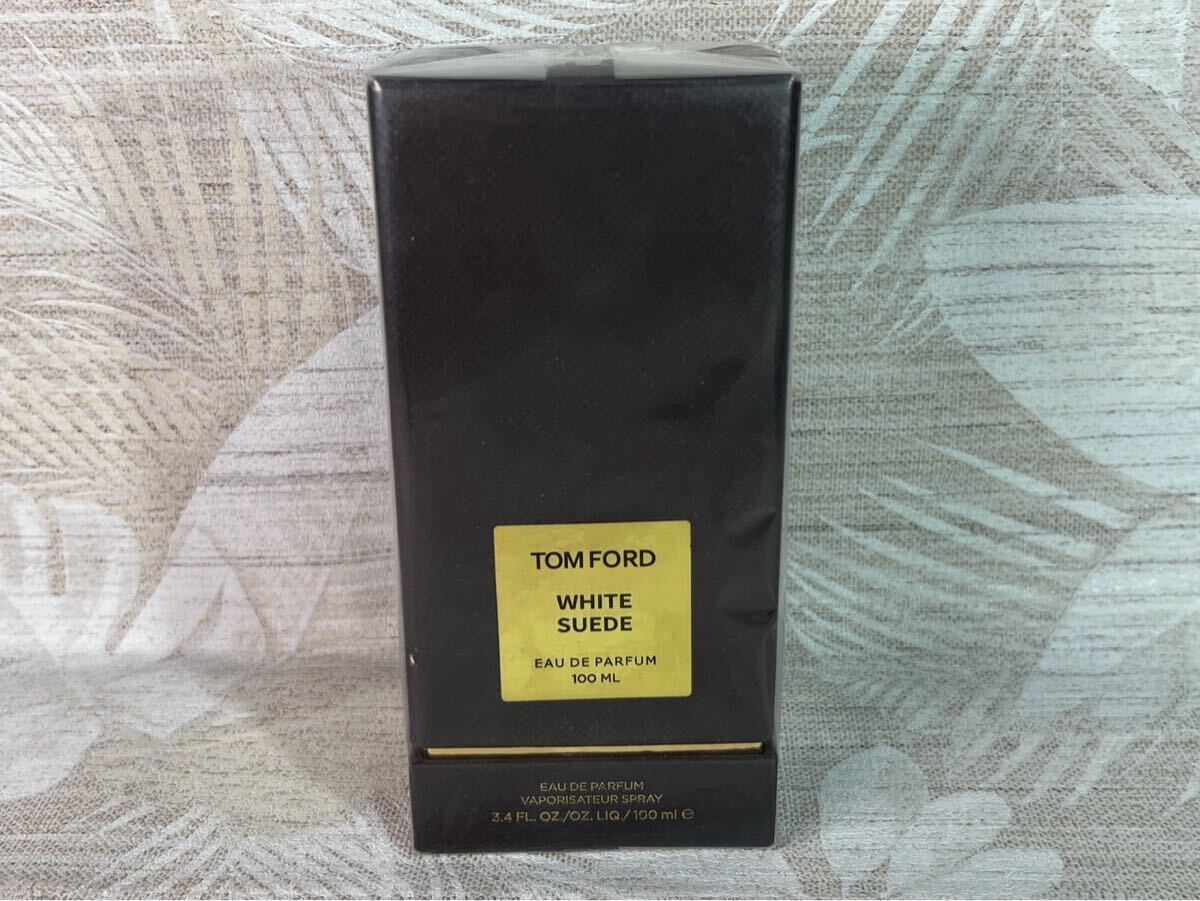 TOM FORD
WHITE
SUEDE
EAU DE PARFUM
100 ML
EAU DE PARFUM
VAPORISATEUR SPRAY
3.4 FL. OZ./OZ. LIQ./100 ml ℮